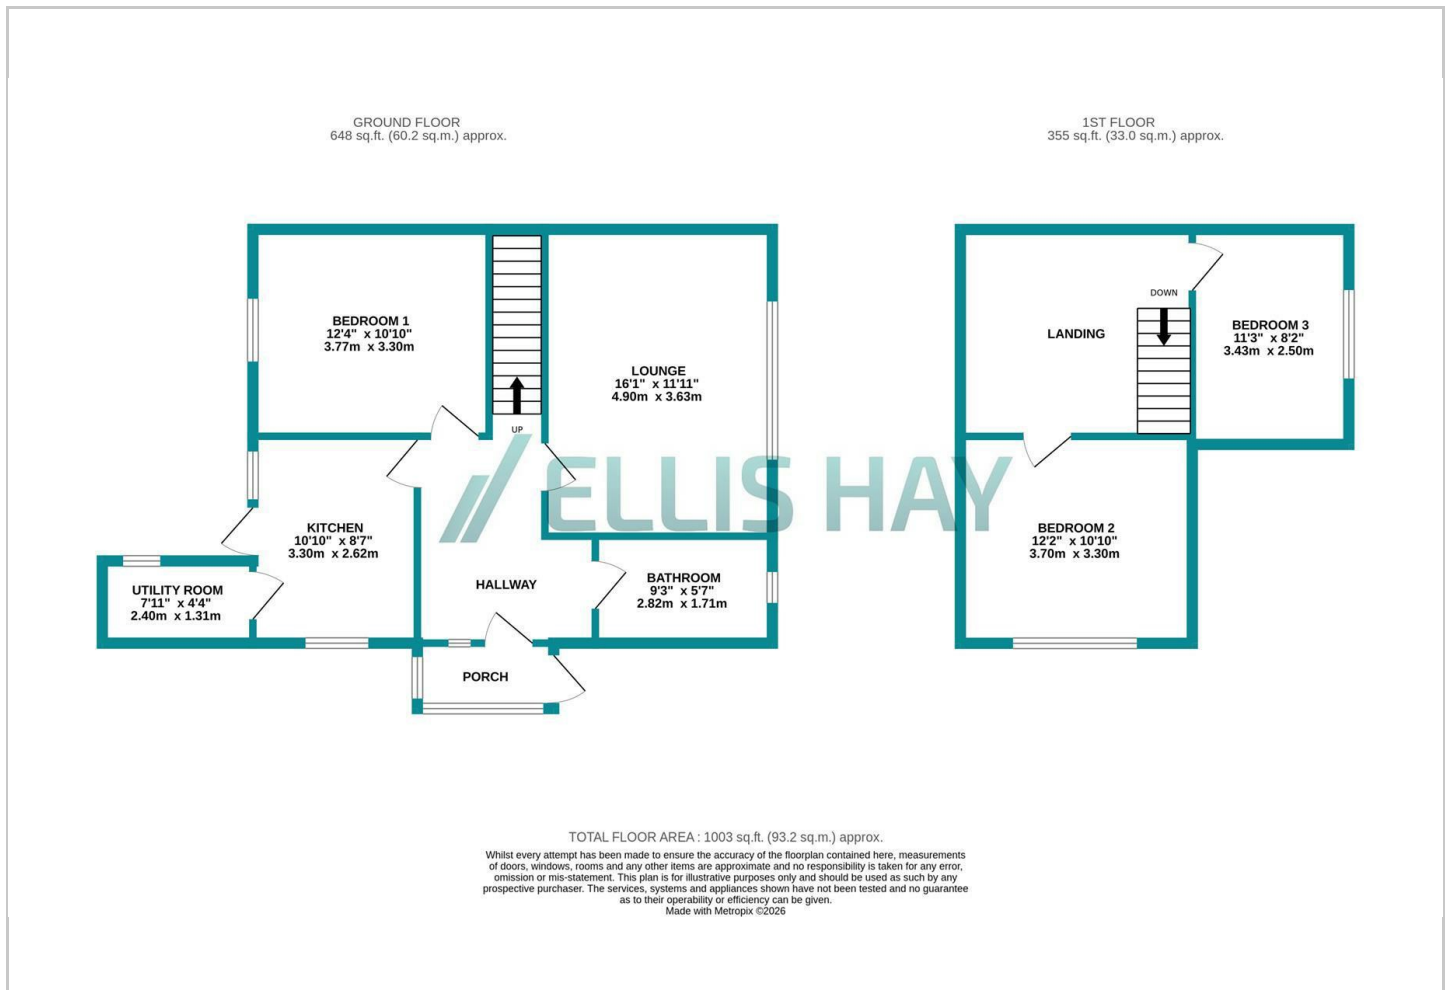 GROUND FLOOR
648 sq.ft. (60.2 sq.m.) approx.
1ST FLOOR
355 sq.ft. (33.0 sq.m.) approx.
BEDROOM 1
12'4" x 10'10"
3.77m x 3.30m
UP
LOUNGE
16'1" x 11'11"
4.90m x 3.63m
KITCHEN
10'10" x 8'7"
3.30m x 2.62m
UTILITY ROOM
7'11" x 4'4"
2.40m x 1.31m
HALLWAY
BATHROOM
9'3" x 5'7"
2.82m x 1.71m
PORCH
DOWN
LANDING
BEDROOM 3
11'3" x 8'2"
3.43m x 2.50m
BEDROOM 2
12'2" x 10'10"
3.70m x 3.30m
ELLIS HAY
TOTAL FLOOR AREA : 1003 sq.ft. (93.2 sq.m.) approx.
Whilst every attempt has been made to ensure the accuracy of the floorplan contained here, measurements
of doors, windows, rooms and any other items are approximate and no responsibility is taken for any error,
omission or mis-statement. This plan is for illustrative purposes only and should be used as such by any
prospective purchaser. The services, systems and appliances shown have not been tested and no guarantee
as to their operability or efficiency can be given.
Made with Metropix ©2026